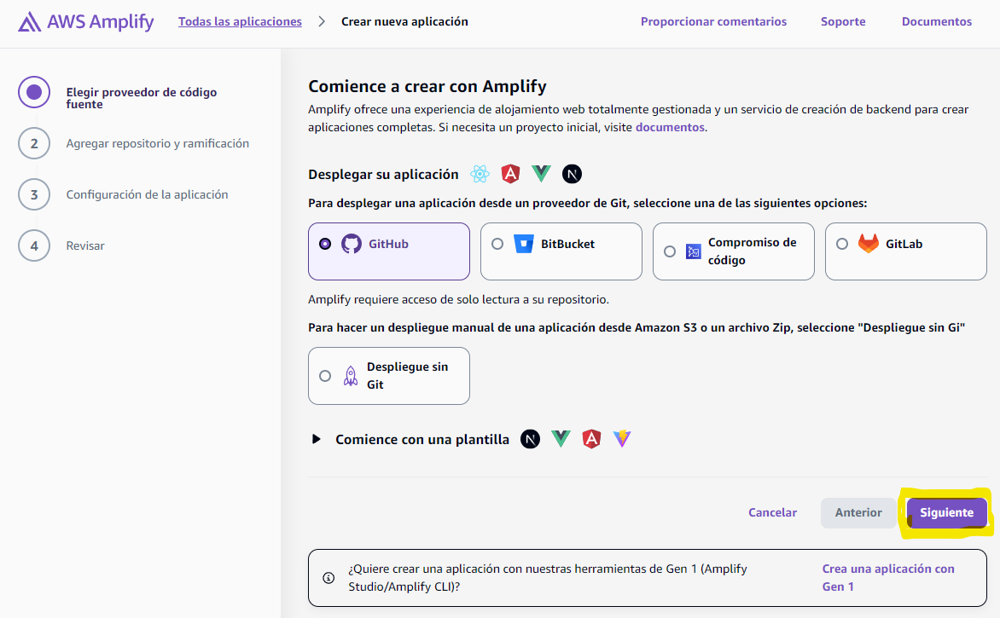 AWS Amplify
Todas las aplicaciones
Crear nueva aplicación
Proporcionar comentarios
Soporte
Documentos
Elegir proveedor de código
fuente
2
Agregar repositorio y ramificación
3
Configuración de la aplicación
4
Revisar
Comience a crear con Amplify
Amplify ofrece una experiencia de alojamiento web totalmente gestionada y un servicio de creación de backend para crear
aplicaciones completas. Si necesita un proyecto inicial, visite documentos.
Desplegar su aplicación
N
Para desplegar una aplicación desde un proveedor de Git, seleccione una de las siguientes opciones:
GitHub
BitBucket
Compromiso de
código
GitLab
Amplify requiere acceso de solo lectura a su repositorio.
Para hacer un despliegue manual de una aplicación desde Amazon S3 o un archivo Zip, seleccione "Despliegue sin Gi"
Despliegue sin
Git
Comience con una plantilla
N
Cancelar
Anterior
Siguiente
¿Quiere crear una aplicación con nuestras herramientas de Gen 1 (Amplify
Studio/Amplify CLI)?
Crea una aplicación con
Gen 1